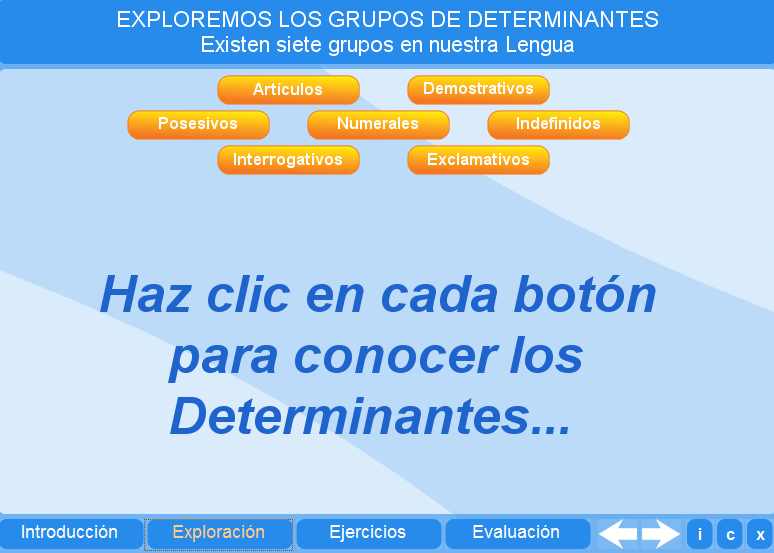 EXPLOREMOS LOS GRUPOS DE DETERMINANTES
Existen siete grupos en nuestra Lengua
Artículos Demostrativos
Posesivos Numerales Indefinidos
Interrogativos Exclamativos
Haz clic en cada botón
para conocer los
Determinantes...
Introducción Exploración Ejercicios Evaluación i c x